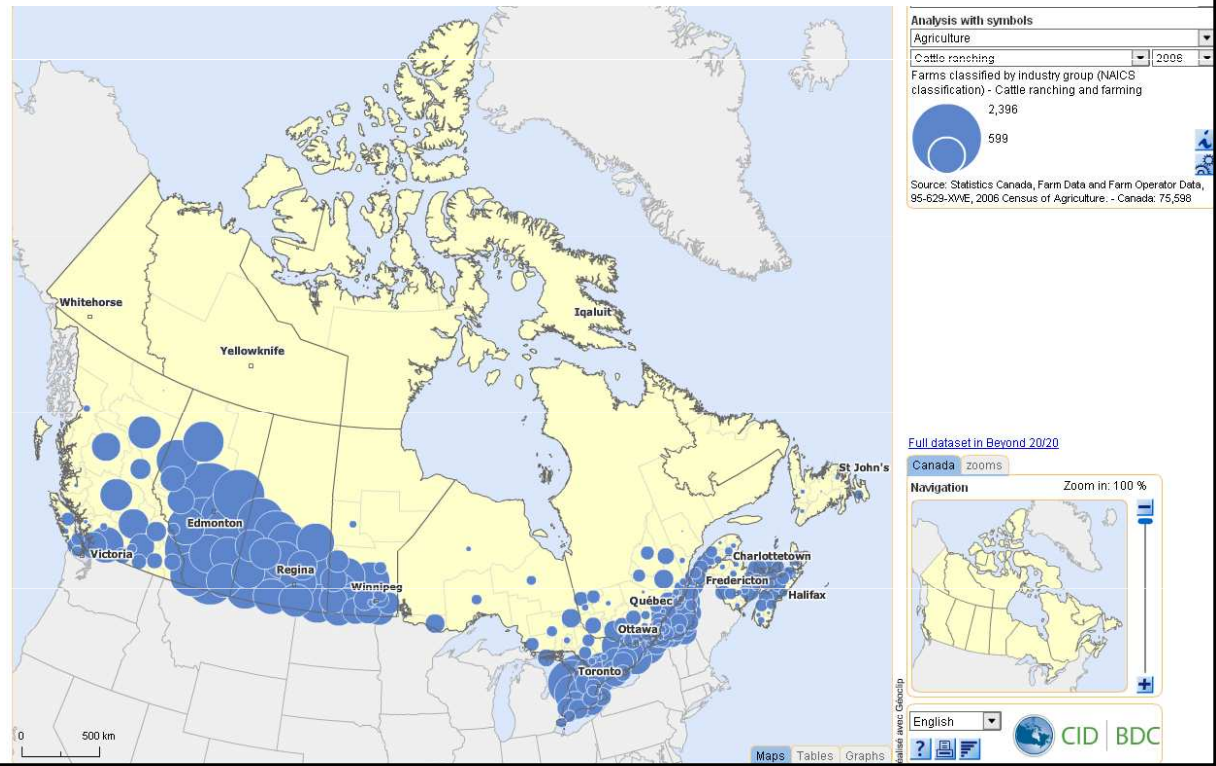 Analysis with symbols
Agriculture
Cattle ranching
2006
Farms classified by industry group (NAICS
classification) - Cattle ranching and farming
2,396
599
Source: Statistics Canada, Farm Data and Farm Operator Data,
95-629-XWE, 2006 Census of Agriculture. - Canada: 75,598
Whitehorse
Yellowknife
Iqaluit
St John's
Edmonton
Victoria
Regina
Winnipeg
Charlottetown
Fredericton
Halifax
Québec
Ottawa
Toronto
0 500 km
Maps Tables Graphs
Full dataset in Beyond 20/20
Canada zooms
Navigation Zoom in: 100 %
English
? 
CID BDC
éalisé avec Géoclip